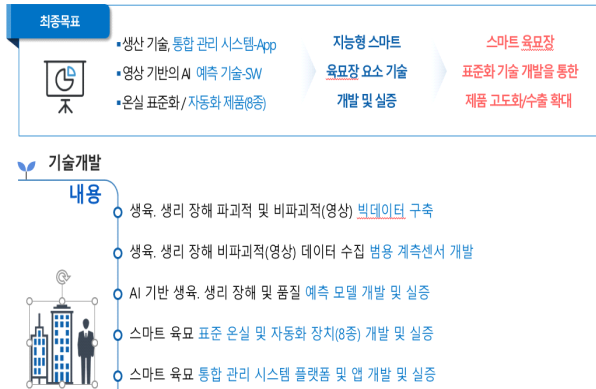 최종목표
▪생산 기술, 통합 관리 시스템-App
▪영상 기반의 AI 예측 기술-SW
▪온실 표준화 / 자동화 제품(8종)
지능형 스마트
육묘장 요소 기술
개발 및 실증
스마트 육묘장
표준화 기술 개발을 통한
제품 고도화/수출 확대
기술개발
내용
생육. 생리 장해 파괴적 및 비파괴적(영상) 빅데이터 구축
생육. 생리 장해 비파괴적(영상) 데이터 수집 범용 계측센서 개발
AI 기반 생육. 생리 장해 및 품질 예측 모델 개발 및 실증
스마트 육묘 표준 온실 및 자동화 장치(8종) 개발 및 실증
스마트 육묘 통합 관리 시스템 플랫폼 및 앱 개발 및 실증